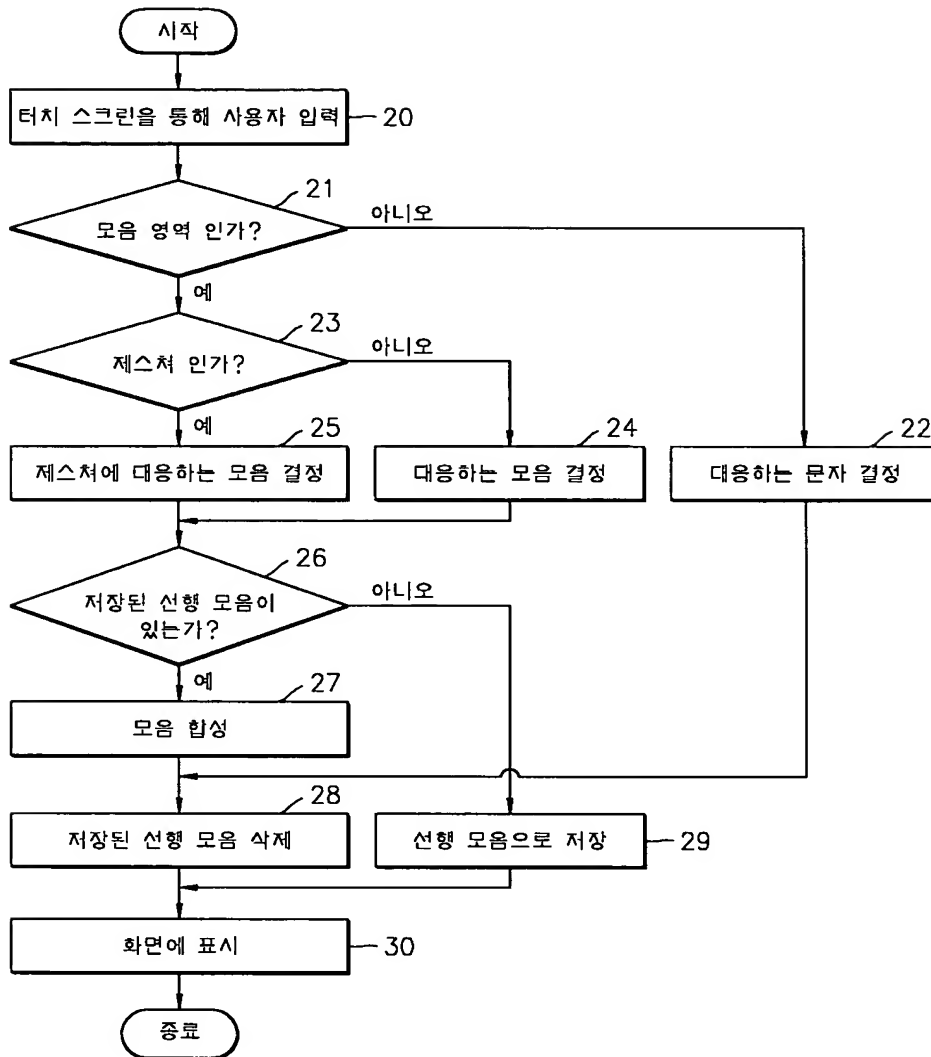 시작
터치 스크린을 통해 사용자 입력
20
21
모음 영역 인가?
아니오
예
23
제스쳐 인가?
아니오
예
25
24
22
제스쳐에 대응하는 모음 결정
대응하는 모음 결정
대응하는 문자 결정
26
저장된 선행 모음이
있는가?
아니오
예
27
모음 합성
28
저장된 선행 모음 삭제
선행 모음으로 저장
29
화면에 표시
30
종료